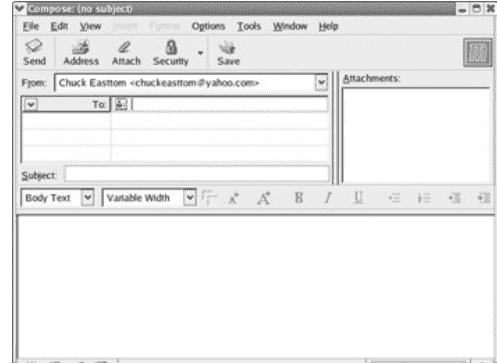 Compose: (no subject)
File Edit View Insert Format Options Tools Window Help
Send Address Attach Security Save
From: Chuck Easttom <chuckeasttom@yahoo.com> Attachments:
To:
Subject:
Body Text Variable Width A A B I U